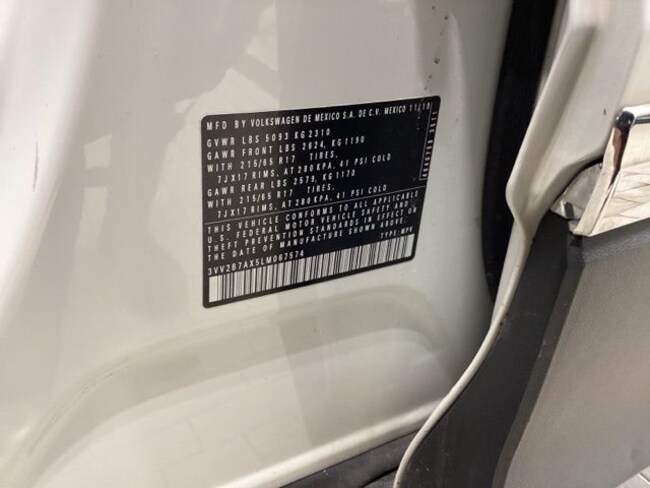 MFD BY VOLKSWAGEN DE MEXICO S.A. DE C.V. MEXICO 11/19
GVWR LBS 5093 KG 2310
GAWR FRONT LBS 2624, KG 1190
WITH 215/65 R17 TIRES,
7JX17 RIMS, AT 280 KPA, 41 PSI COLD
GAWR REAR LBS 2579, KG 1170
WITH 215/65 R17 TIRES,
7JX17 RIMS, AT 280 KPA, 41 PSI COLD
THIS VEHICLE CONFORMS TO ALL APPLICABLE
U.S. FEDERAL MOTOR VEHICLE SAFETY AND
THEFT PREVENTION STANDARDS IN EFFECT ON
THE DATE OF MANUFACTURE SHOWN ABOVE.
3VV2B7AX5LM067574 TYPE: MPV